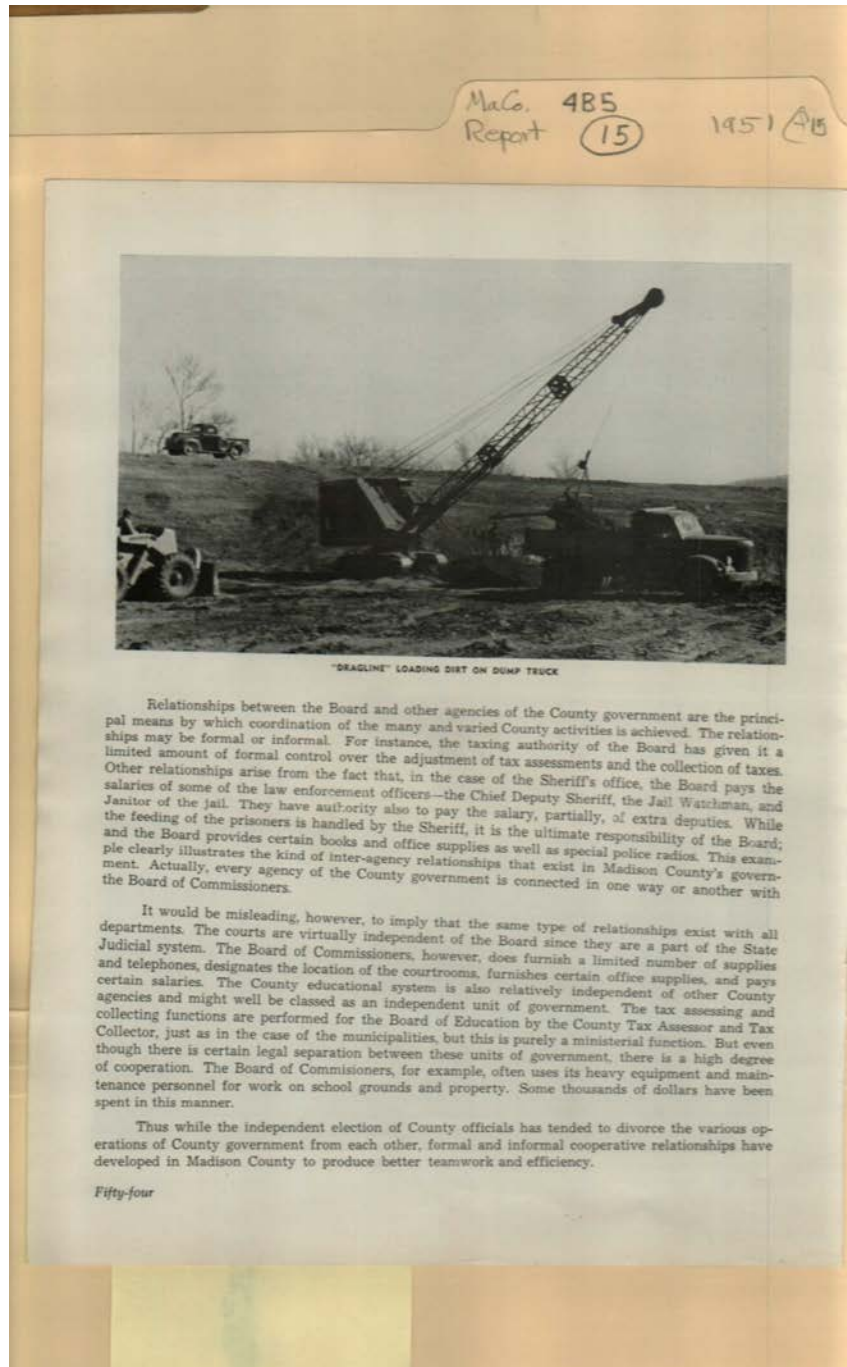 MaCo. 4B5
Report 15 1951
"DRAGLINE" LOADING DIRT ON DUMP TRUCK
Relationships between the Board and other agencies of the County government are the princi-
pal means by which coordination of the many and varied County activities is achieved. The relation-
ships may be formal or informal. For instance, the taxing authority of the Board has given it a
limited amount of formal control over the adjustment of tax assessments and the collection of taxes.
Other relationships arise from the fact that, in the case of the Sheriff's office, the Board pays the
salaries of some of the law enforcement officers—the Chief Deputy Sheriff, the Jail Watchman, and
Janitor of the jail. They have authority also to pay the salary, partially, of extra deputies. While
the feeding of the prisoners is handled by the Sheriff, it is the ultimate responsibility of the Board;
and the Board provides certain books and office supplies as well as special police radios. This exam-
ple clearly illustrates the kind of inter-agency relationships that exist in Madison County's govern-
ment. Actually, every agency of the County government is connected in one way or another with
the Board of Commissioners.
It would be misleading, however, to imply that the same type of relationships exist with all
departments. The courts are virtually independent of the Board since they are a part of the State
Judicial system. The Board of Commissioners, however, does furnish a limited number of supplies
and telephones, designates the location of the courtrooms, furnishes certain office supplies, and pays
certain salaries. The County educational system is also relatively independent of other County
agencies and might well be classed as an independent unit of government. The tax assessing and
collecting functions are performed for the Board of Education by the County Tax Assessor and Tax
Collector, just as in the case of the municipalities, but this is purely a ministerial function. But even
though there is certain legal separation between these units of government, there is a high degree
of cooperation. The Board of Commisioners, for example, often uses its heavy equipment and main-
tenance personnel for work on school grounds and property. Some thousands of dollars have been
spent in this manner.
Thus while the independent election of County officials has tended to divorce the various op-
erations of County government from each other, formal and informal cooperative relationships have
developed in Madison County to produce better teamwork and efficiency.
Fifty-four